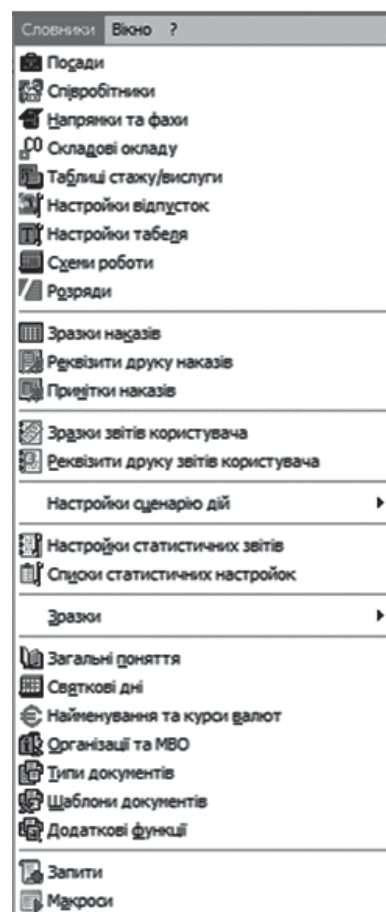 Словники Вікно ?
Посади
Співробітники
Напрямки та фахи
Складові окладу
Таблиці стажу/вислуги
Настройки відпусток
Настройки табеля
Схеми роботи
Розряди
Зразки наказів
Реквізити друку наказів
Примітки наказів
Зразки звітів користувача
Реквізити друку звітів користувача
Настройки сценарію дій
Настройки статистичних звітів
Списки статистичних настройок
Зразки
Загальні поняття
Святкові дні
Найменування та курси валют
Організації та МВО
Типи документів
Шаблони документів
Додаткові функції
Запити
Макроси